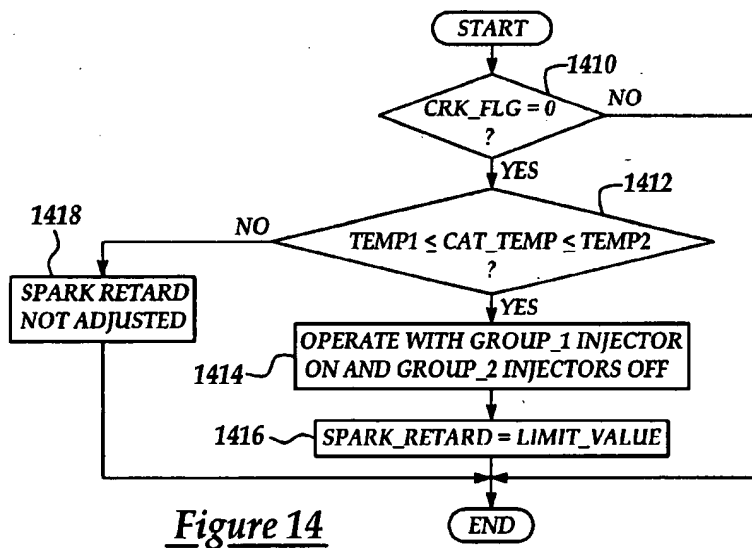 START
1410
CRK_FLG = 0
?
NO
YES
1412
TEMP1 ≤ CAT_TEMP ≤ TEMP2
?
NO
1418
SPARK RETARD
NOT ADJUSTED
YES
OPERATE WITH GROUP_1 INJECTOR
ON AND GROUP_2 INJECTORS OFF
1414
1416
SPARK_RETARD = LIMIT_VALUE
END
Figure 14